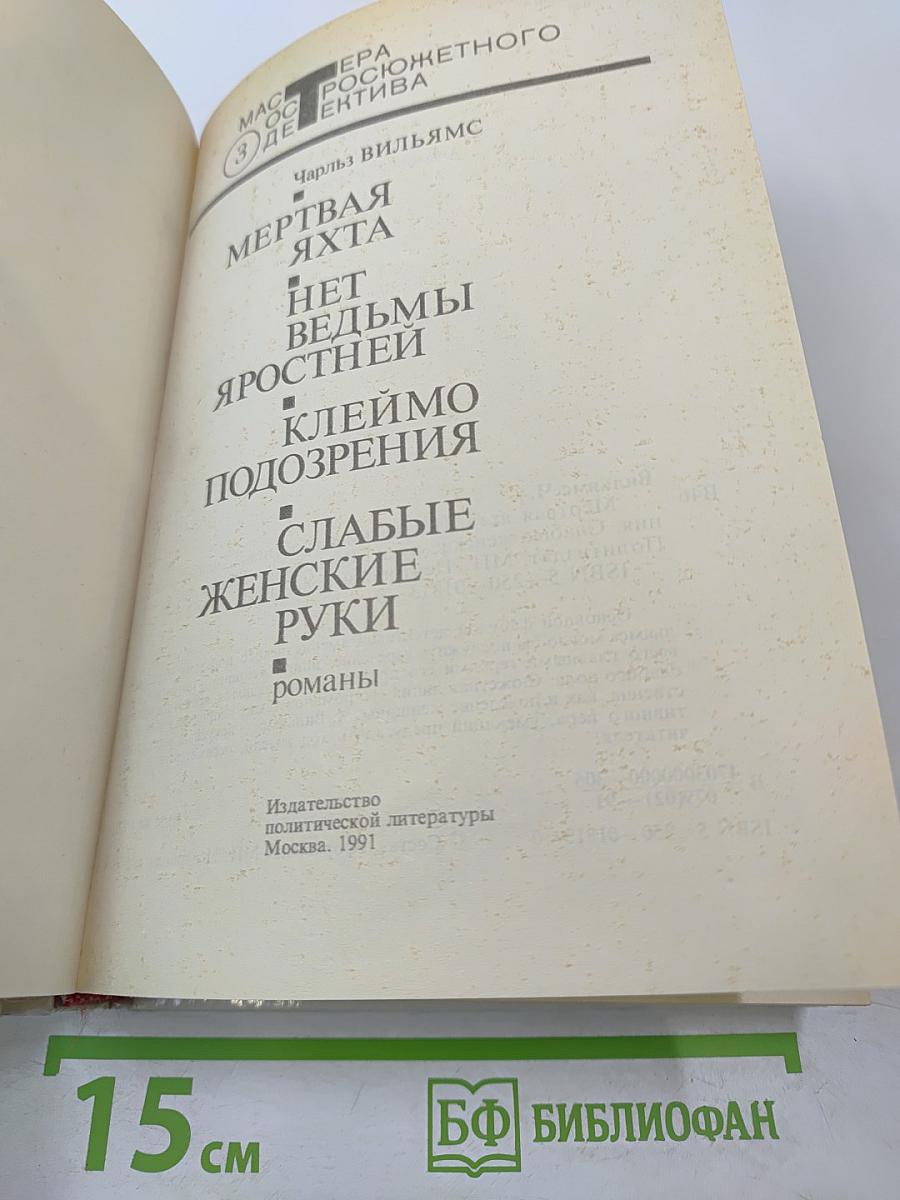 МАСТЕРА
ОСТРОСЮЖЕТНОГО
3 ДЕТЕКТИВА
Чарльз ВИЛЬЯМС
МЕРТВАЯ
ЯХТА
НЕТ
ВЕДЬМЫ
ЯРОСТНЕЙ
КЛЕЙМО
ПОДОЗРЕНИЯ
СЛАБЫЕ
ЖЕНСКИЕ
РУКИ
романы
Издательство
политической литературы
Москва. 1991
15 см
БФ БИБЛИОФАН